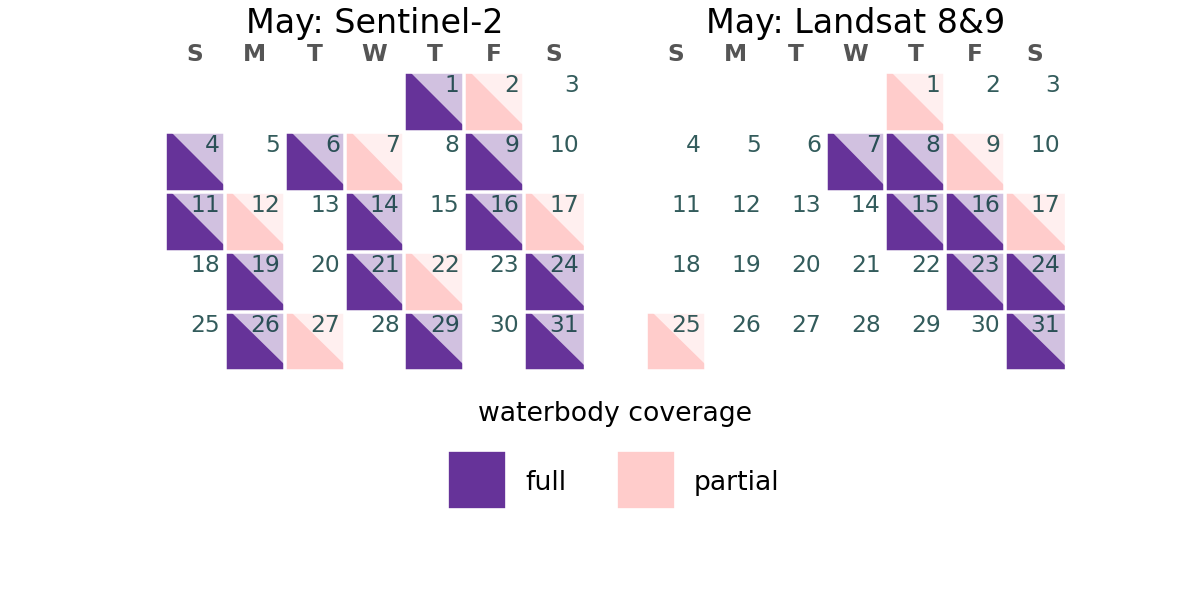 May: Sentinel-2
S M T W T F S
1 2 3
4 5 6 7 8 9 10
11 12 13 14 15 16 17
18 19 20 21 22 23 24
25 26 27 28 29 30 31
May: Landsat 8&9
S M T W T F S
1 2 3
4 5 6 7 8 9 10
11 12 13 14 15 16 17
18 19 20 21 22 23 24
25 26 27 28 29 30 31
waterbody coverage
full partial